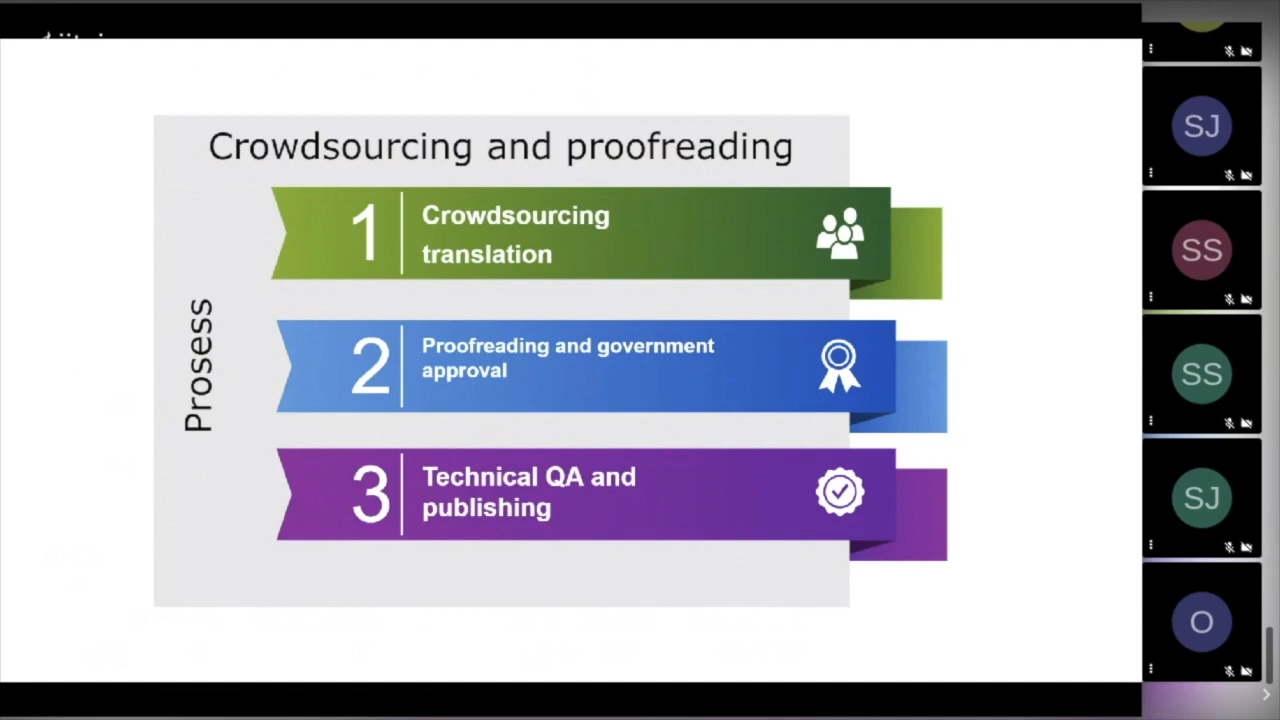 Crowdsourcing and proofreading
Prosess
1
Crowdsourcing
translation
2
Proofreading and government
approval
3
Technical QA and
publishing
SJ
SS
SS
SJ
O